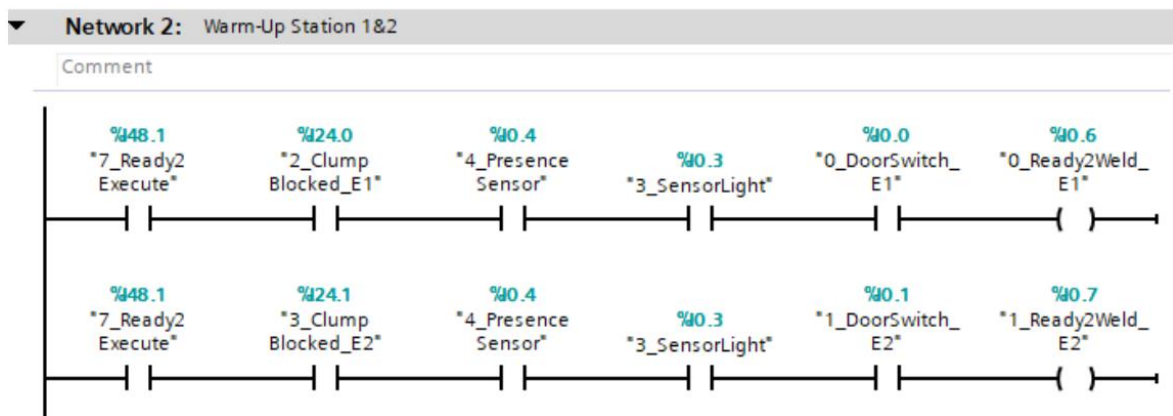 Network 2: Warm-Up Station 1&2
Comment
%I48.1
"7_Ready2
Execute"
%I24.0
"2_Clump
Blocked_E1"
%I0.4
"4_Presence
Sensor"
%I0.3
"3_SensorLight"
%I0.0
"0_DoorSwitch_
E1"
%I0.6
"0_Ready2Weld_
E1"
%I48.1
"7_Ready2
Execute"
%I24.1
"3_Clump
Blocked_E2"
%I0.4
"4_Presence
Sensor"
%I0.3
"3_SensorLight"
%I0.1
"1_DoorSwitch_
E2"
%I0.7
"1_Ready2Weld_
E2"